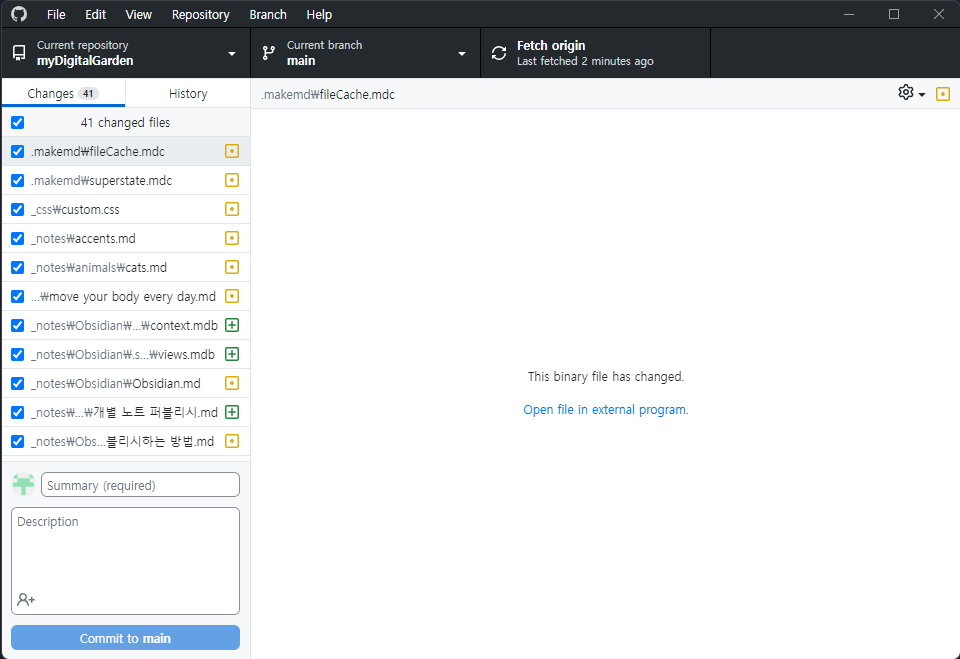 File Edit View Repository Branch Help
Current repository
myDigitalGarden
Current branch
main
Fetch origin
Last fetched 2 minutes ago
Changes 41
History
.makemd₩fileCache.mdc
41 changed files
.makemd₩fileCache.mdc
.makemd₩superstate.mdc
_css₩custom.css
_notes₩accents.md
_notes₩animals₩cats.md
...₩move your body every day.md
_notes₩Obsidian₩...₩context.mdb
_notes₩Obsidian₩.s...₩views.mdb
_notes₩Obsidian₩Obsidian.md
_notes₩...₩개별 노트 퍼블리시.md
_notes₩Obs...블리시하는 방법.md
This binary file has changed.
Open file in external program.
Summary (required)
Description
Commit to main